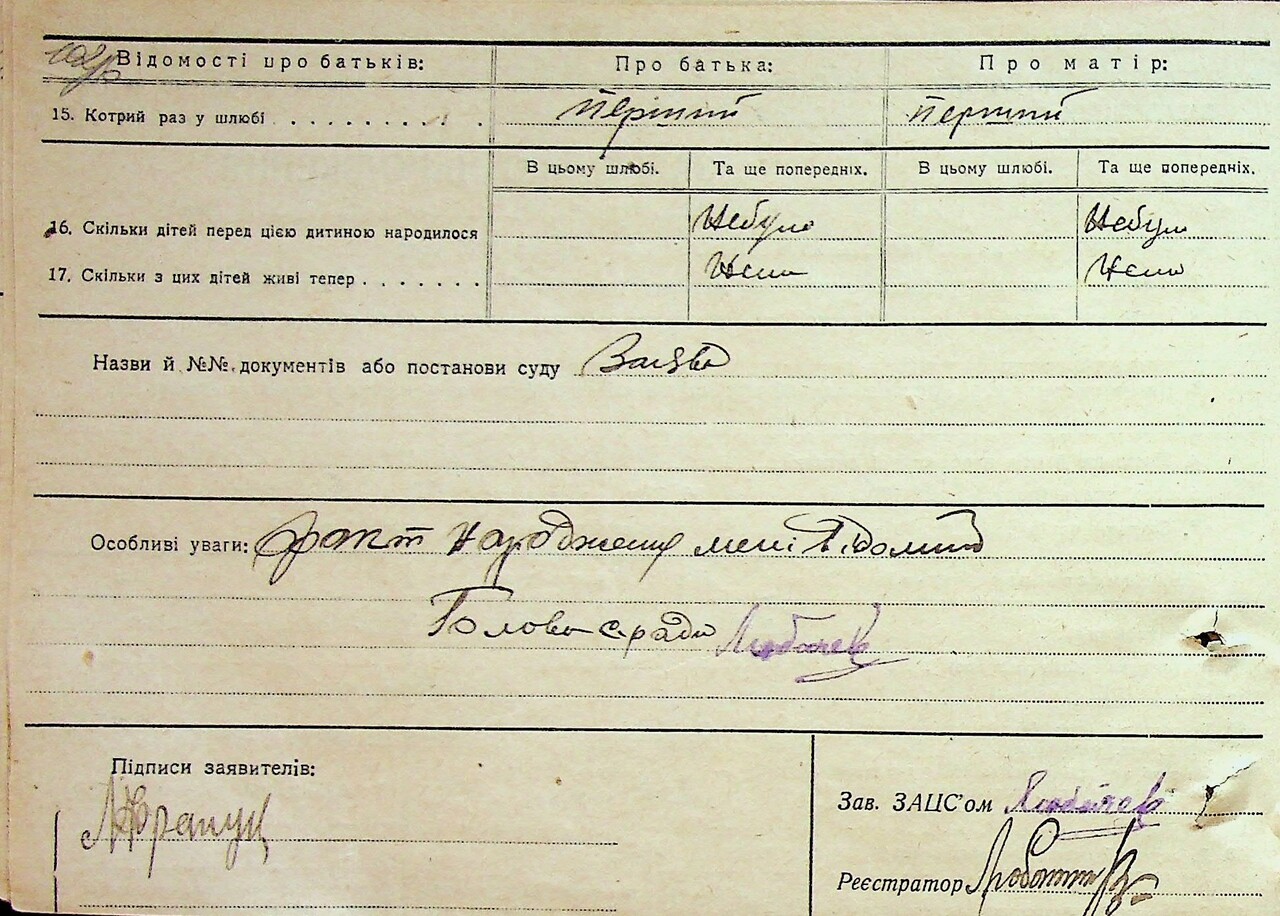 Відомості про батьків: Про батька: Про матір:
15. Котрий раз у шлюбі . . . . . . . . . . . перший перший
В цьому шлюбі. Та ще попередніх. В цьому шлюбі. Та ще попередніх.
16. Скільки дітей перед цією дитиною народилося Небуло Небуло
17. Скільки з цих дітей живі тепер . . . . . . . Нема Нема
Назви й №№ документів або постанови суду Заява
Особливі уваги: факт народження мені відомий
Голова с.ради
Підписи заявителів:
Зав. ЗАЦС'ом
Реєстратор